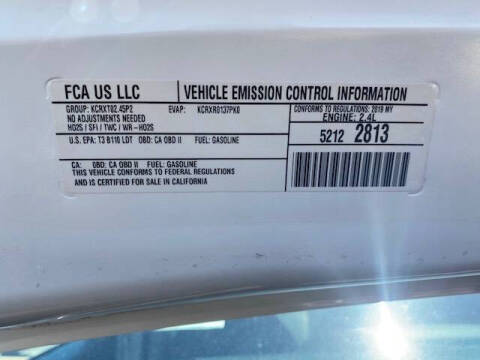 FCA US LLC
VEHICLE EMISSION CONTROL INFORMATION
GROUP: KCRXT02.45P2 EVAP: KCRXR0137PK0
NO ADJUSTMENTS NEEDED
HO2S / SFI / TWC / WR-HO2S
CONFORMS TO REGULATIONS: 2019 MY
ENGINE: 2.4L
5212 2813
U.S. EPA: T3 B110 LDT OBD: CA OBD II FUEL: GASOLINE
CA: OBD: CA OBD II FUEL: GASOLINE
THIS VEHICLE CONFORMS TO FEDERAL REGULATIONS
AND IS CERTIFIED FOR SALE IN CALIFORNIA